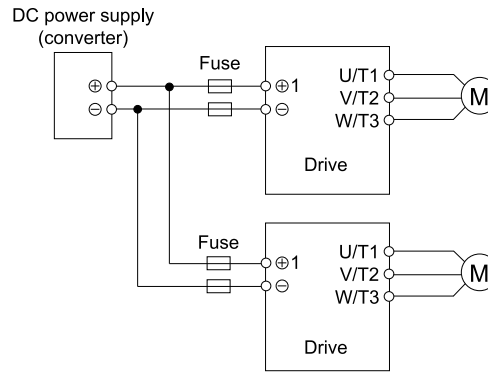 DC power supply
(converter)
Fuse
⊕
⊖
⊕1
⊖
U/T1
V/T2
W/T3
M
Drive
Fuse
⊕1
⊖
U/T1
V/T2
W/T3
M
Drive